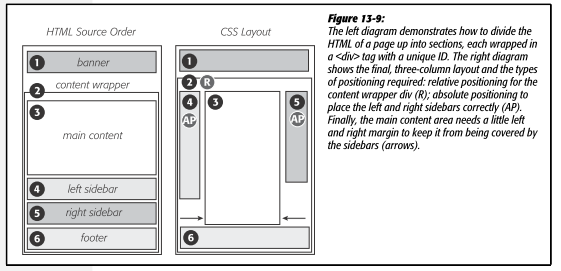 HTML Source Order
1 banner
content wrapper
2
3
main content
4 left sidebar
5 right sidebar
6 footer
CSS Layout
1
2 R
4 3 5
AP AP
6
Figure 13-9:
The left diagram demonstrates how to divide the
HTML of a page up into sections, each wrapped in
a <div> tag with a unique ID. The right diagram
shows the final, three-column layout and the types
of positioning required: relative positioning for the
content wrapper div (R); absolute positioning to
place the left and right sidebars correctly (AP).
Finally, the main content area needs a little left
and right margin to keep it from being covered by
the sidebars (arrows).